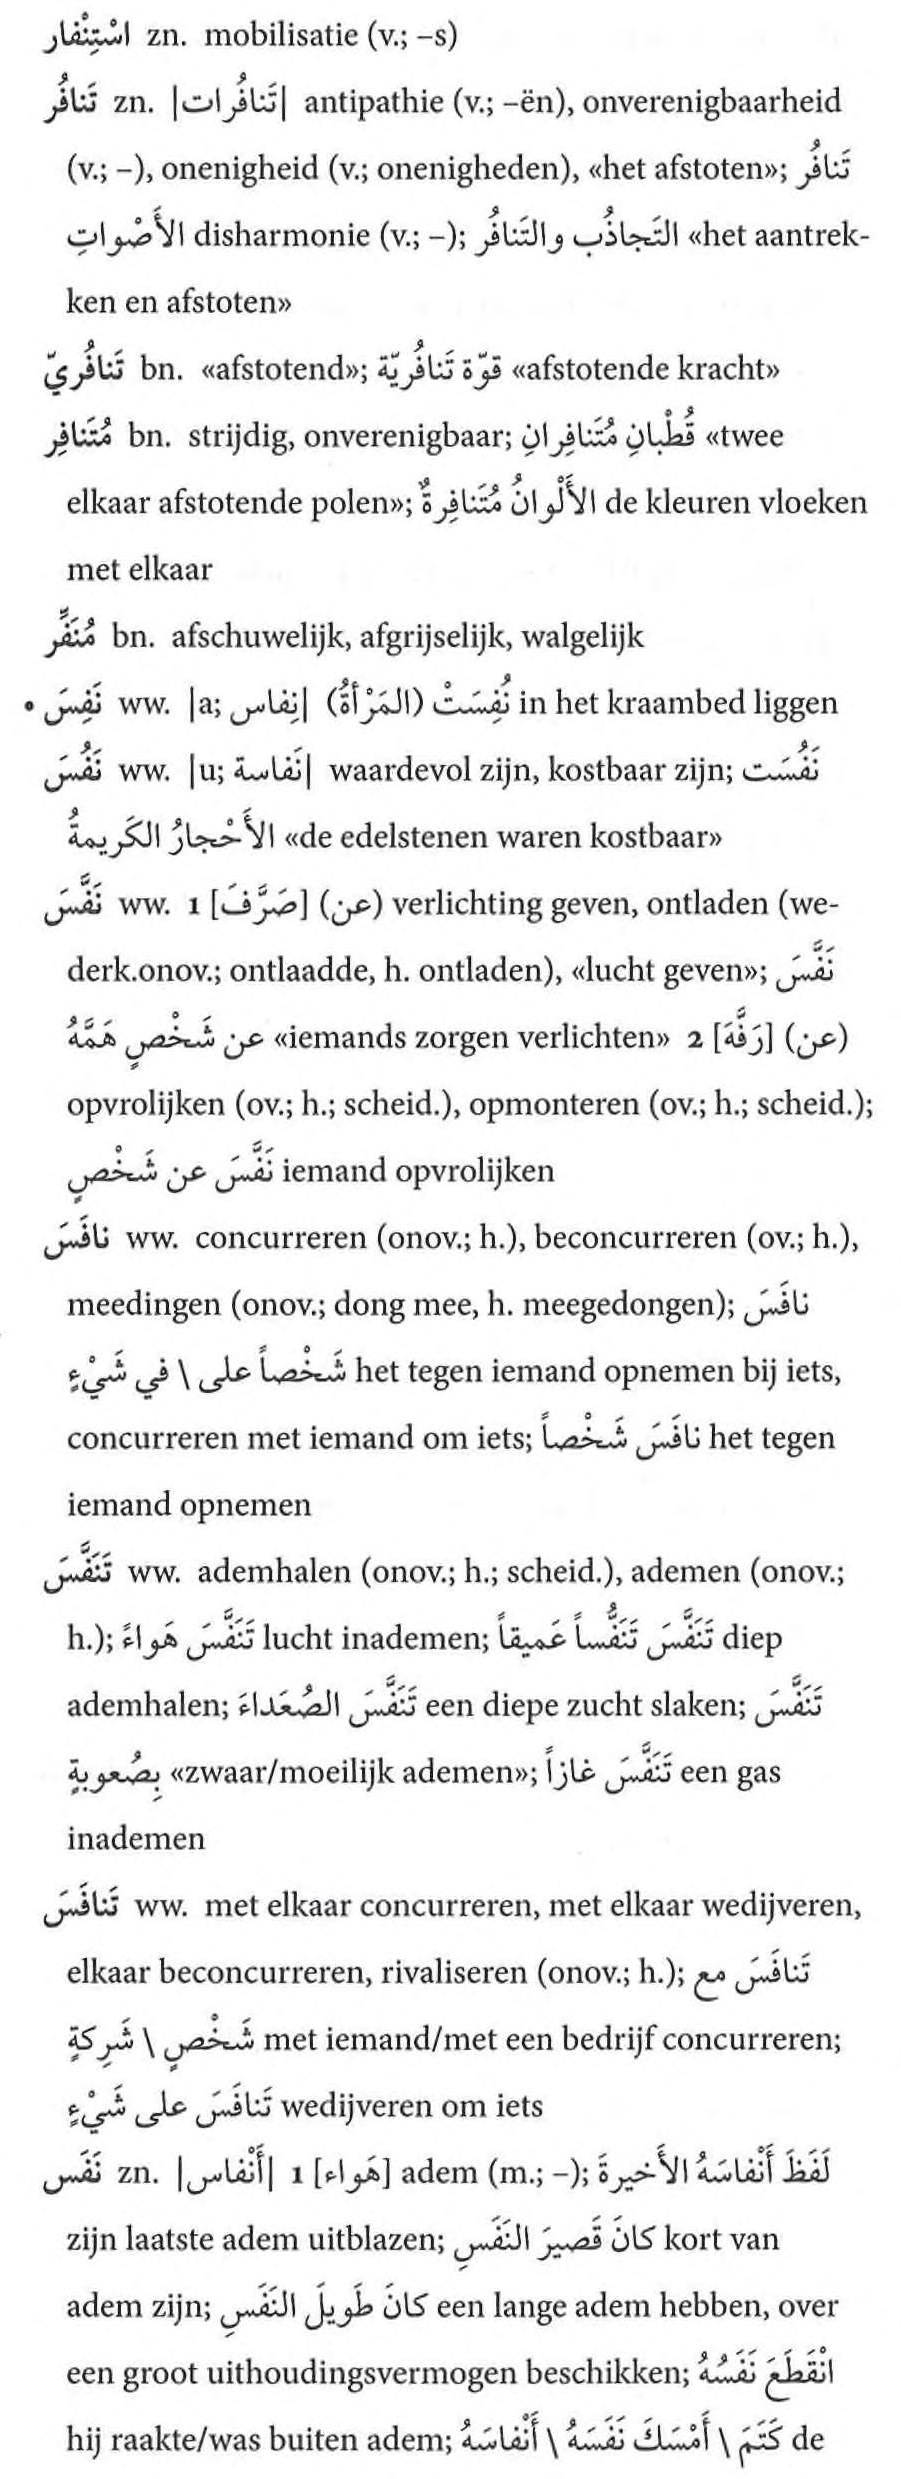 اسْتِنْفار zn. mobilisatie (v.; –s)
تَنافُر zn. |تَنافُرات| antipathie (v.; –ën), onverenigbaarheid
(v.; –), onenigheid (v.; onenigheden), «het afstoten»; تَنافُر
الأَصْواتِ disharmonie (v.; –); التَجاذُب والتَنافُر «het aantrek-
ken en afstoten»
تَنافُرِيّ bn. «afstotend»; قوّة تَنافُريّة «afstotende kracht»
مُتَنافِر bn. strijdig, onverenigbaar; قُطْبانِ مُتَنافِرانِ «twee
elkaar afstotende polen»; الأَلْوانُ مُتَنافِرةٌ de kleuren vloeken
met elkaar
مُنَفِّر bn. afschuwelijk, afgrijselijk, walgelijk
• نَفِسَ ww. |a; نِفاس| نُفِسَتْ (المَرْأةُ) in het kraambed liggen
نَفُسَ ww. |u; نَفاسة| waardevol zijn, kostbaar zijn; نَفُسَت
الأَحْجارُ الكَريمةُ «de edelstenen waren kostbaar»
نَفَّسَ ww. 1 [صَرَّفَ] (عن) verlichting geven, ontladen (we-
derk.onov.; ontlaadde, h. ontladen), «lucht geven»; نَفَّسَ
عن شَخْصٍ هَمَّهُ «iemands zorgen verlichten» 2 [رَفَّهَ] (عن)
opvrolijken (ov.; h.; scheid.), opmonteren (ov.; h.; scheid.);
نَفَّسَ عن شَخْصٍ iemand opvrolijken
نافَسَ ww. concurreren (onov.; h.), beconcurreren (ov.; h.),
meedingen (onov.; dong mee, h. meegedongen); نافَسَ
شَخْصاً على \ في شَيْءٍ het tegen iemand opnemen bij iets,
concurreren met iemand om iets; نافَسَ شَخْصاً het tegen
iemand opnemen
تَنَفَّسَ ww. ademhalen (onov.; h.; scheid.), ademen (onov.;
h.); تَنَفَّسَ هَواءً lucht inademen; تَنَفَّسَ تَنَفُّساً عَميقاً diep
ademhalen; تَنَفَّسَ الصُعَداءَ een diepe zucht slaken; تَنَفَّسَ
بِصُعوبةٍ «zwaar/moeilijk ademen»; تَنَفَّسَ غازاً een gas
inademen
تَنافَسَ ww. met elkaar concurreren, met elkaar wedijveren,
elkaar beconcurreren, rivaliseren (onov.; h.); تَنافَسَ مع
شَخْصٍ \ شَرِكةٍ met iemand/met een bedrijf concurreren;
تَنافَسَ على شَيْءٍ wedijveren om iets
نَفَس zn. |أَنْفاس| 1 [هَواء] adem (m.; –); لَفَظَ أَنْفاسَهُ الأَخيرةَ
zijn laatste adem uitblazen; كانَ قَصيرَ النَفَسِ kort van
adem zijn; كانَ طَويلَ النَفَسِ een lange adem hebben, over
een groot uithoudingsvermogen beschikken; انْقَطَعَ نَفَسُهُ
hij raakte/was buiten adem; كَتَمَ \ أَمْسَكَ نَفَسَهُ \ أَنْفاسَهُ de